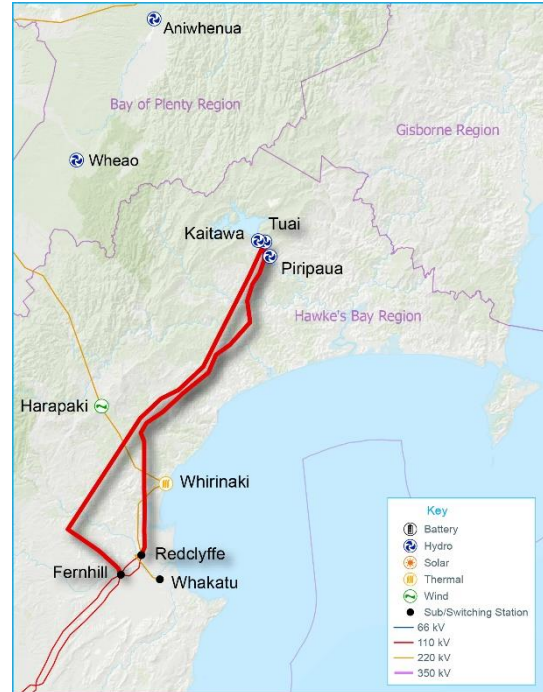 Aniwhenua
Bay of Plenty Region
Gisborne Region
Wheao
Tuai
Kaitawa
Piripaua
Hawke's Bay Region
Harapaki
Whirinaki
Redclyffe
Fernhill
Whakatu
Key
Battery
Hydro
Solar
Thermal
Wind
Sub/Switching Station
66 kV
110 kV
220 kV
350 kV